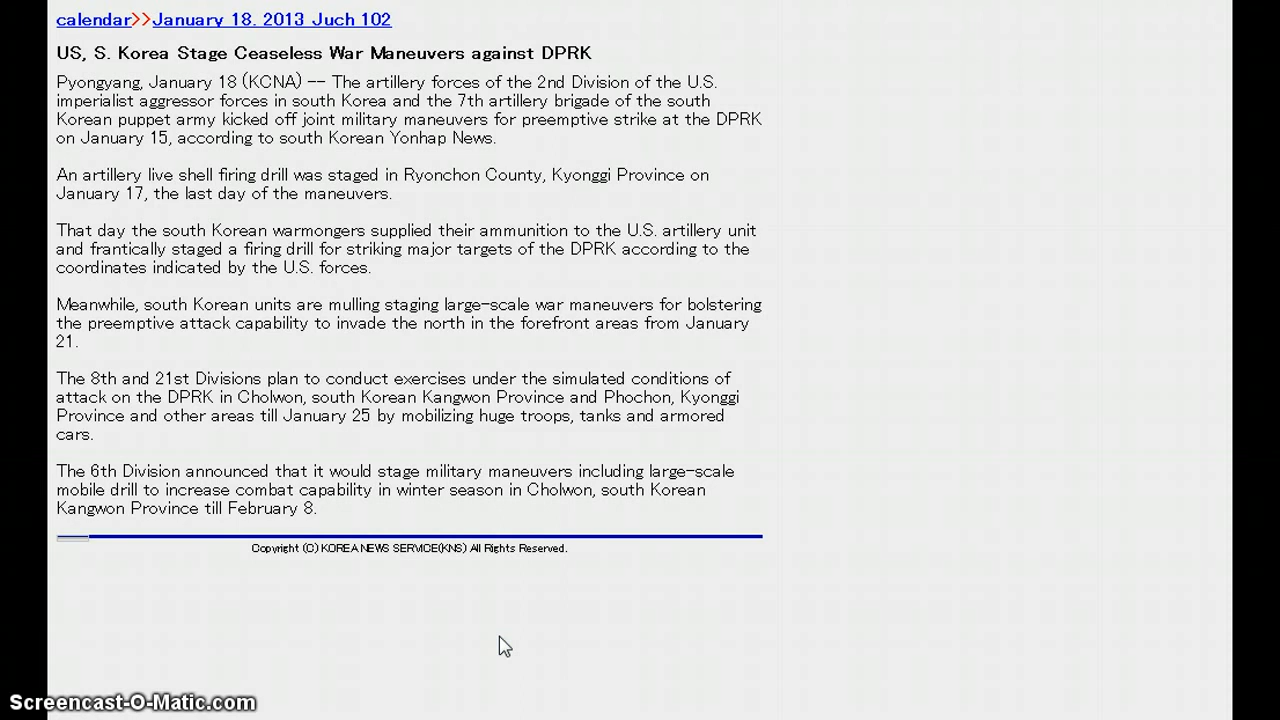 calendar>>January 18. 2013 Juch 102
US, S. Korea Stage Ceaseless War Maneuvers against DPRK
Pyongyang, January 18 (KCNA) -- The artillery forces of the 2nd Division of the U.S.
imperialist aggressor forces in south Korea and the 7th artillery brigade of the south
Korean puppet army kicked off joint military maneuvers for preemptive strike at the DPRK
on January 15, according to south Korean Yonhap News.
An artillery live shell firing drill was staged in Ryonchon County, Kyonggi Province on
January 17, the last day of the maneuvers.
That day the south Korean warmongers supplied their ammunition to the U.S. artillery unit
and frantically staged a firing drill for striking major targets of the DPRK according to the
coordinates indicated by the U.S. forces.
Meanwhile, south Korean units are mulling staging large-scale war maneuvers for bolstering
the preemptive attack capability to invade the north in the forefront areas from January
21.
The 8th and 21st Divisions plan to conduct exercises under the simulated conditions of
attack on the DPRK in Cholwon, south Korean Kangwon Province and Phochon, Kyonggi
Province and other areas till January 25 by mobilizing huge troops, tanks and armored
cars.
The 6th Division announced that it would stage military maneuvers including large-scale
mobile drill to increase combat capability in winter season in Cholwon, south Korean
Kangwon Province till February 8.
Copyright (C) KOREA NEWS SERVICE(KNS) All Rights Reserved.
Screencast-O-Matic.com